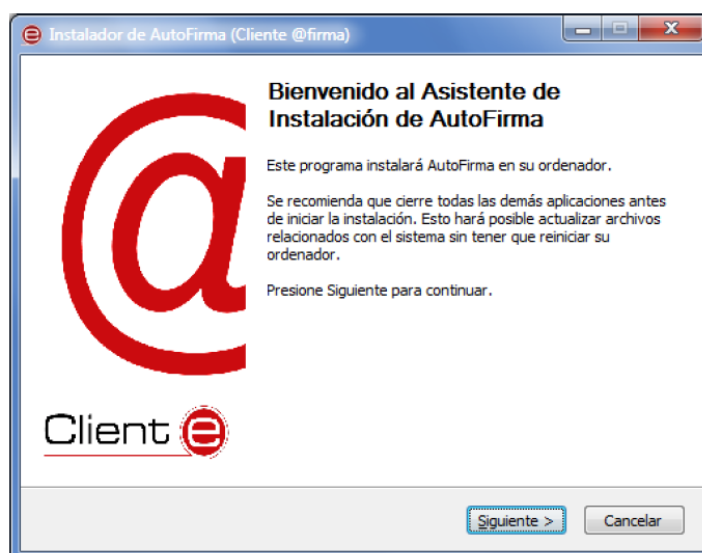 Instalador de AutoFirma (Cliente @firma)
Bienvenido al Asistente de
Instalación de AutoFirma
Este programa instalará AutoFirma en su ordenador.
Se recomienda que cierre todas las demás aplicaciones antes
de iniciar la instalación. Esto hará posible actualizar archivos
relacionados con el sistema sin tener que reiniciar su
ordenador.
Presione Siguiente para continuar.
@
Client e
Siguiente >
Cancelar